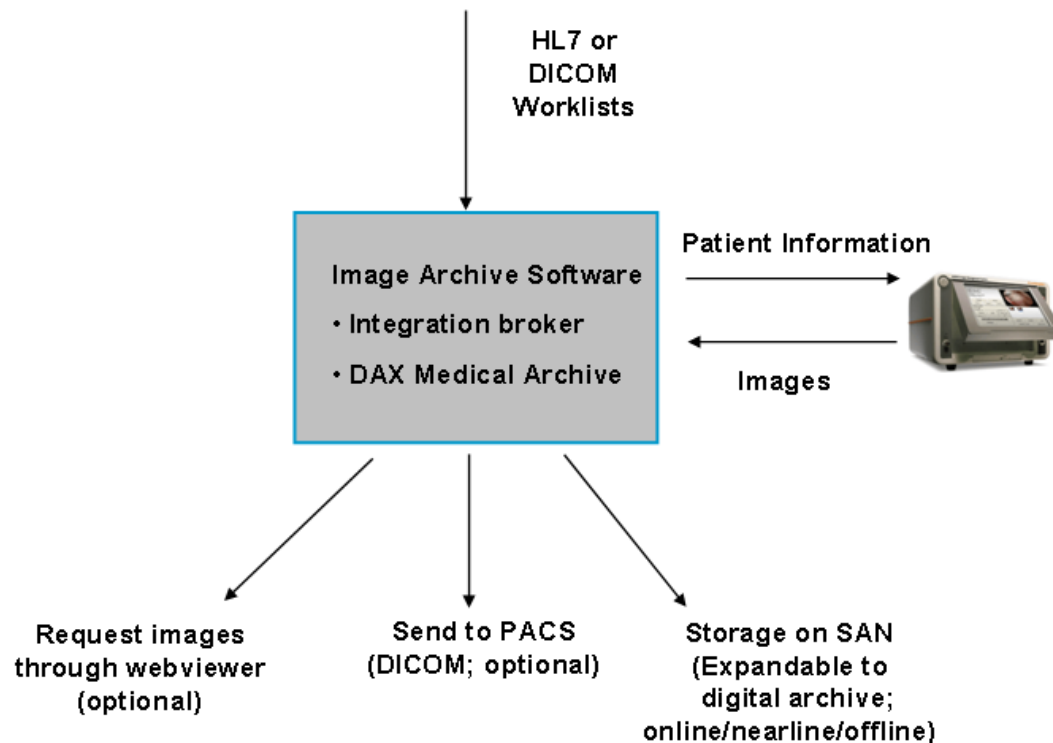 HL7 or
DICOM
Worklists
Patient Information
Image Archive Software
• Integration broker
• DAX Medical Archive
Images
Request images
through webviewer
(optional)
Send to PACS
(DICOM; optional)
Storage on SAN
(Expandable to
digital archive;
online/nearline/offline)